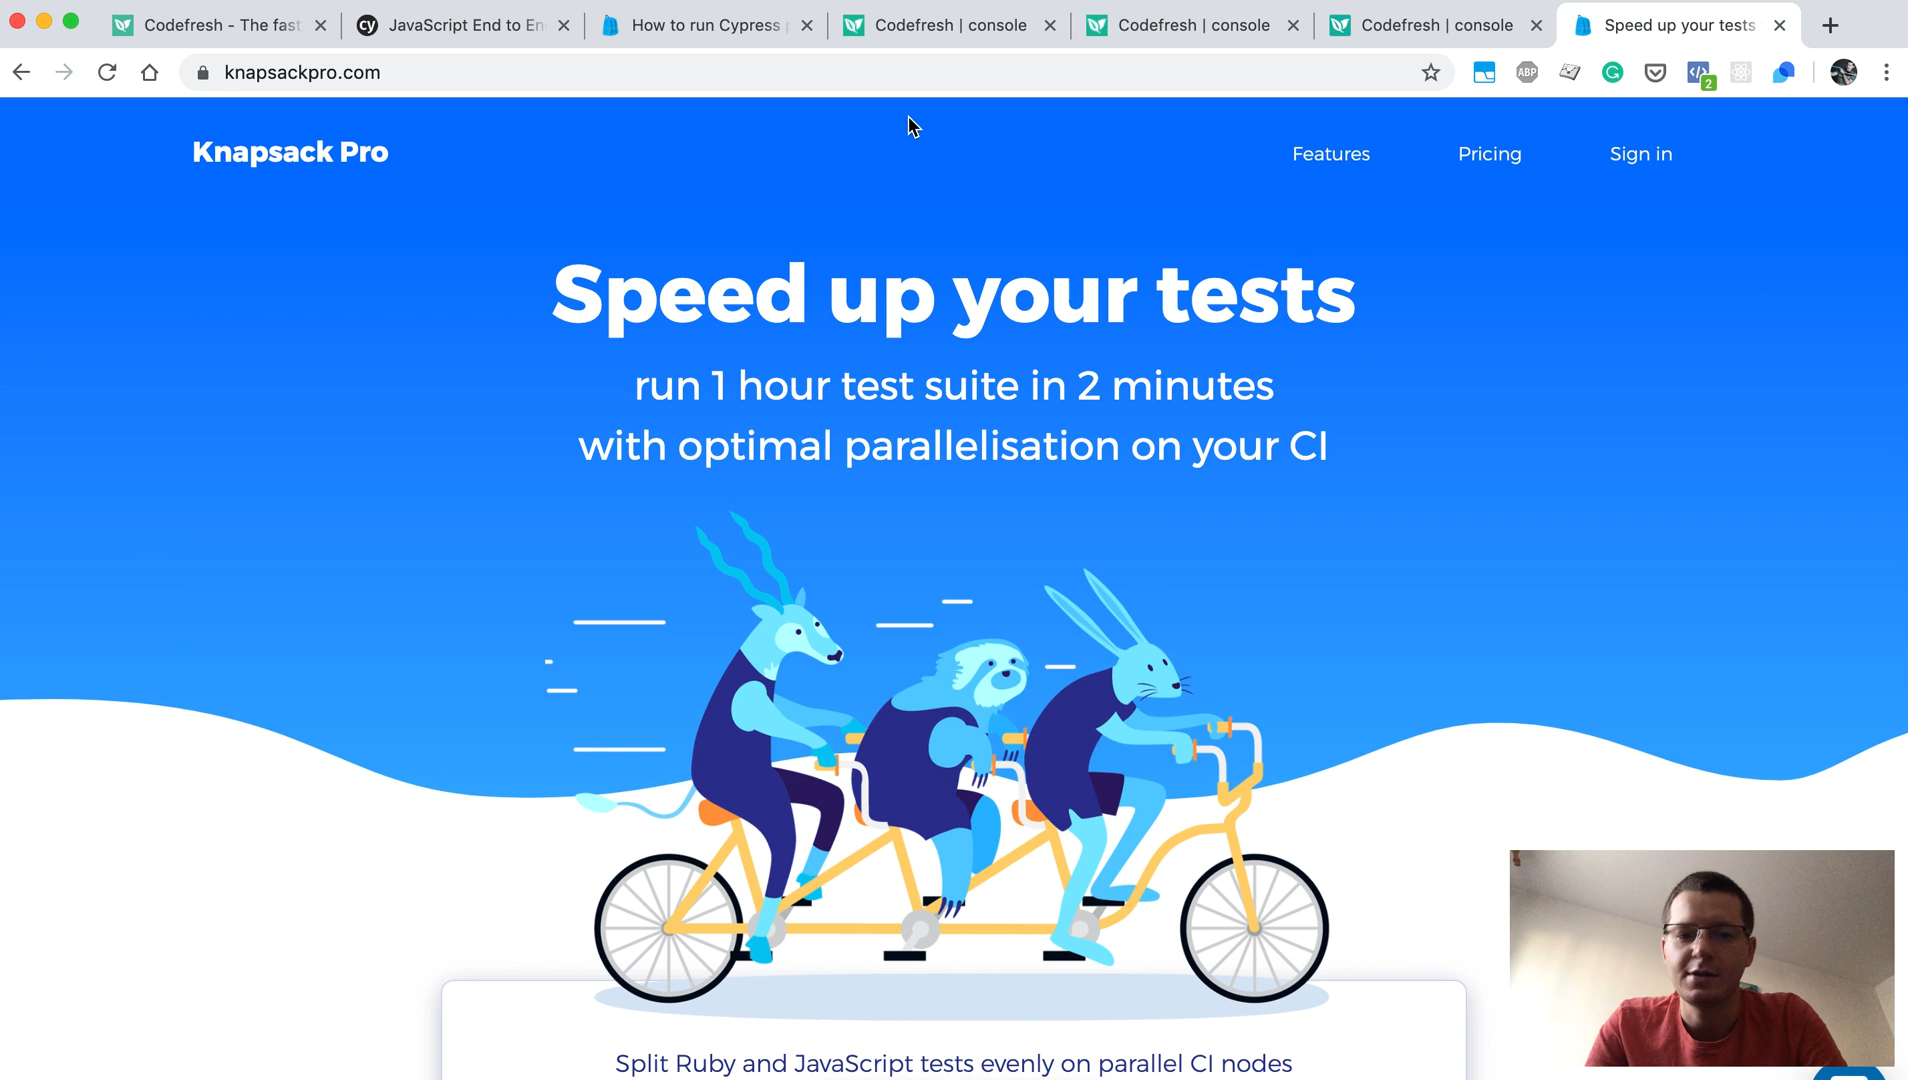 Codefresh - The fast
cy
JavaScript End to En
How to run Cypress p
Codefresh | console
Codefresh | console
Codefresh | console
Speed up your tests
knapsackpro.com
ABP
2
Knapsack Pro
Features
Pricing
Sign in
Speed up your tests
run 1 hour test suite in 2 minutes
with optimal parallelisation on your CI
Split Ruby and JavaScript tests evenly on parallel CI nodes